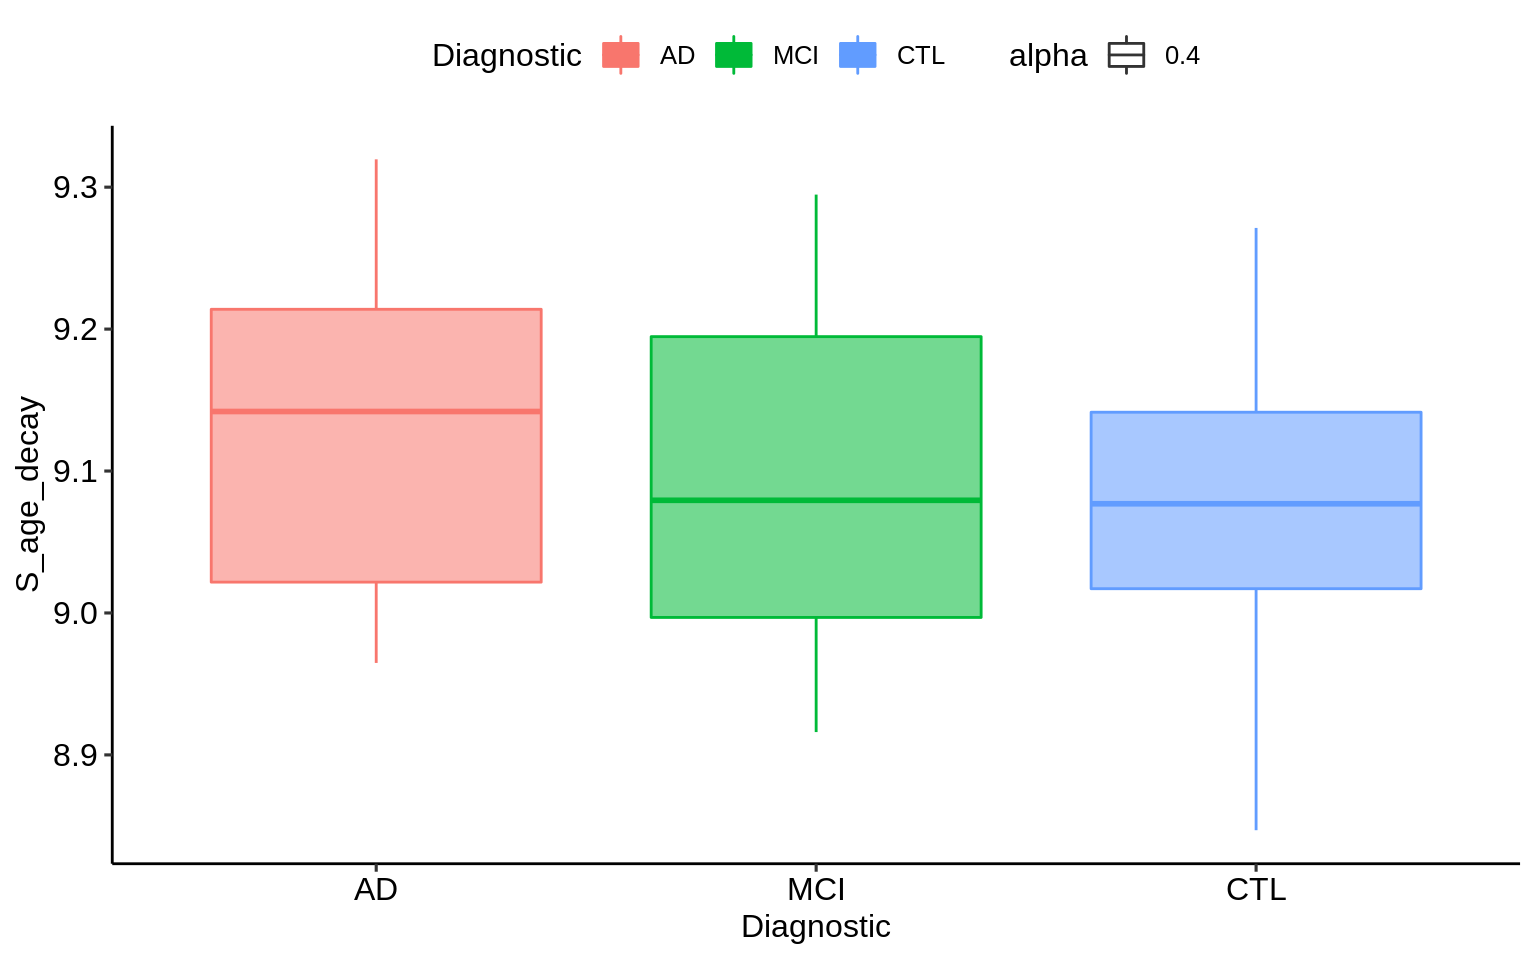 Diagnostic AD MCI CTL alpha 0.4
9.3
9.2
9.1
9.0
8.9
S_age_decay
AD MCI CTL
Diagnostic